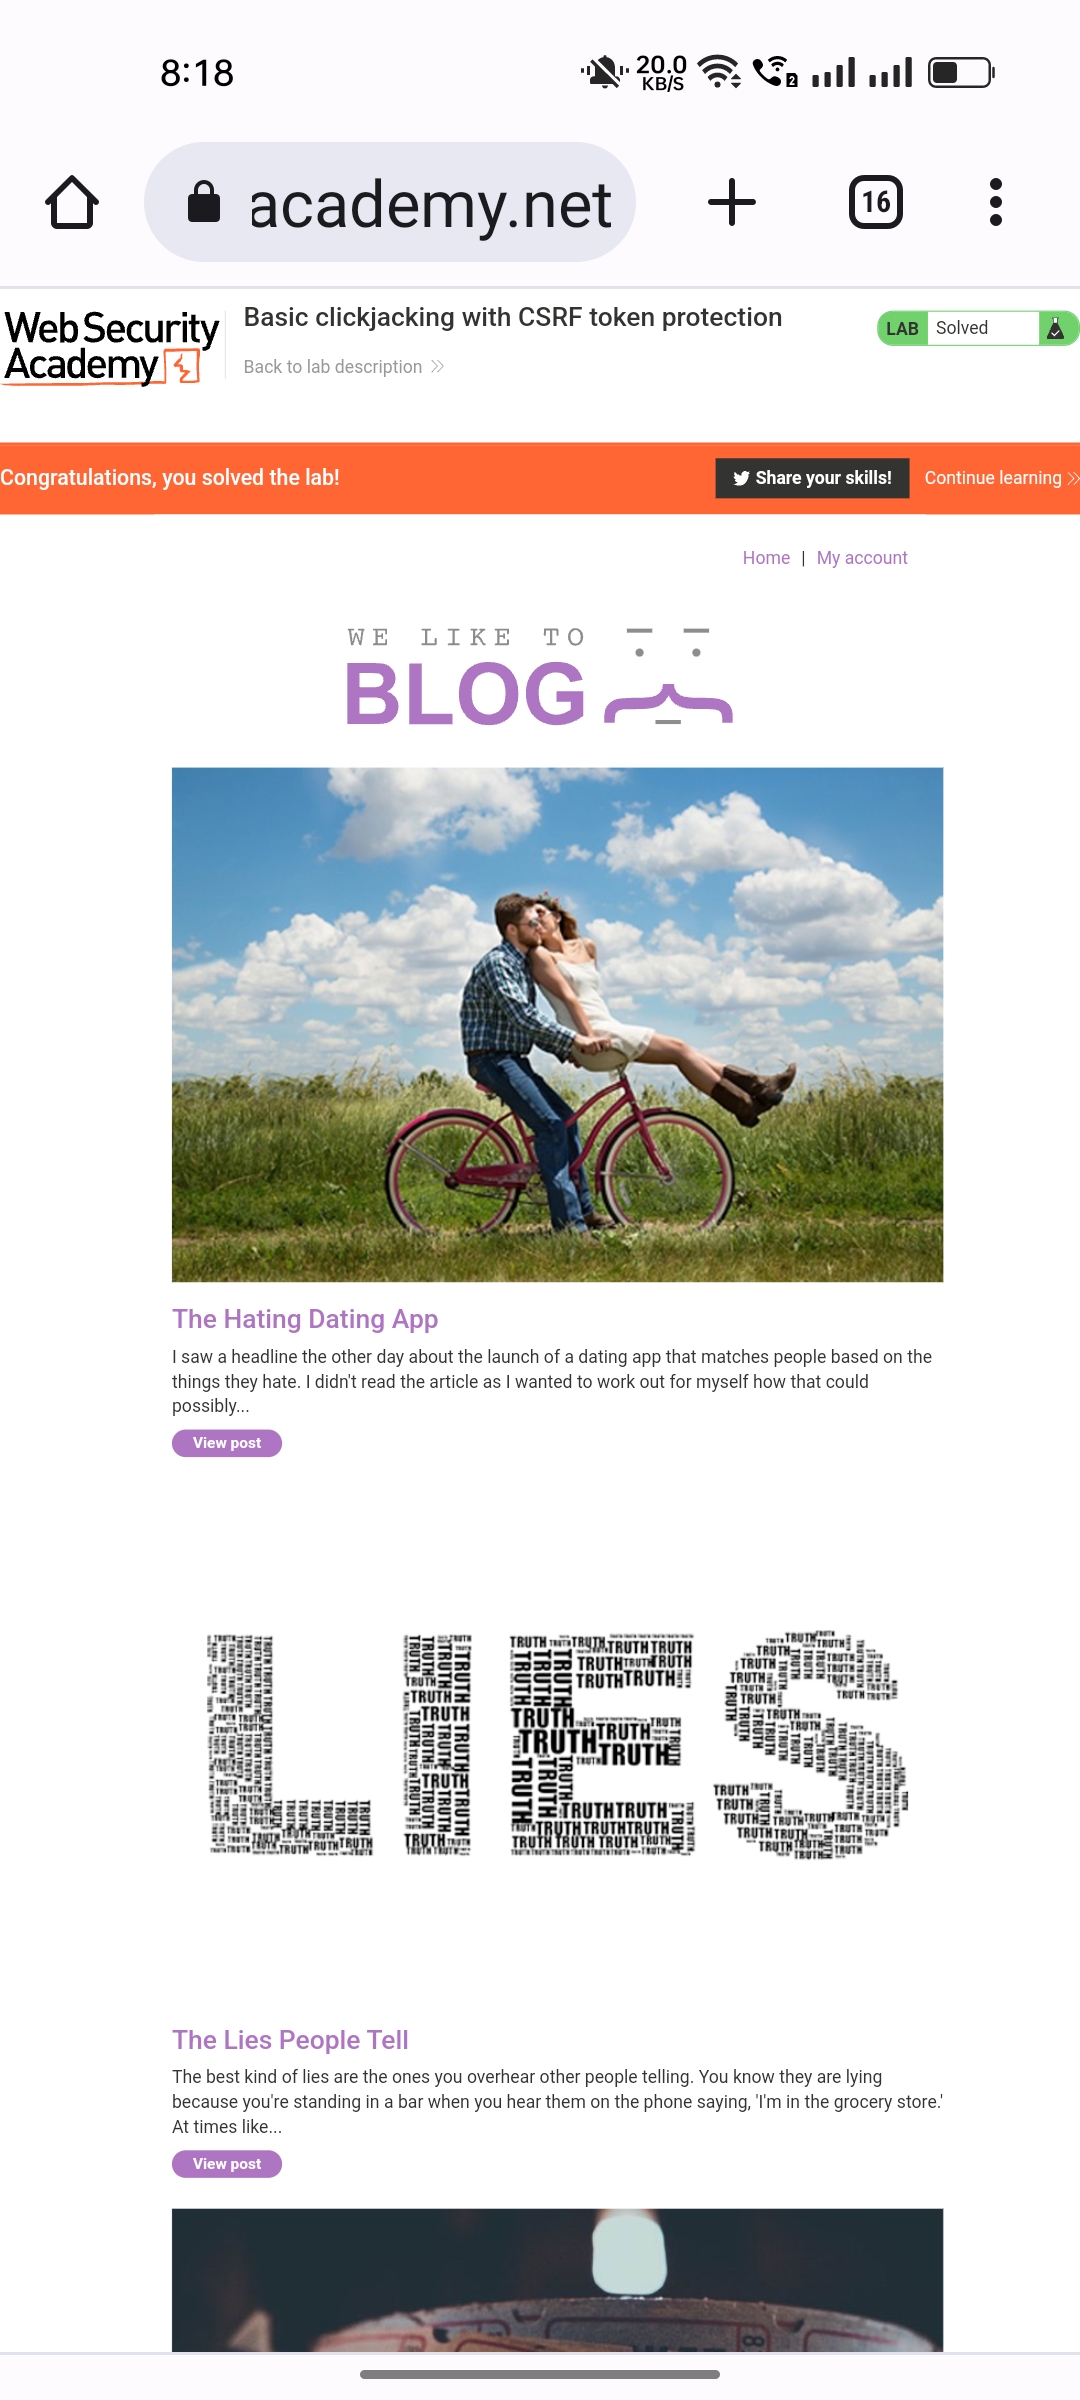 8:18
20.0
KB/S
2
academy.net
16
Web Security
Academy
Basic clickjacking with CSRF token protection
Back to lab description
LAB Solved
Congratulations, you solved the lab!
Share your skills!
Continue learning
Home | My account
WE LIKE TO
BLOG
The Hating Dating App
I saw a headline the other day about the launch of a dating app that matches people based on the
things they hate. I didn't read the article as I wanted to work out for myself how that could
possibly...
View post
LIES
The Lies People Tell
The best kind of lies are the ones you overhear other people telling. You know they are lying
because you're standing in a bar when you hear them on the phone saying, 'I'm in the grocery store.'
At times like...
View post